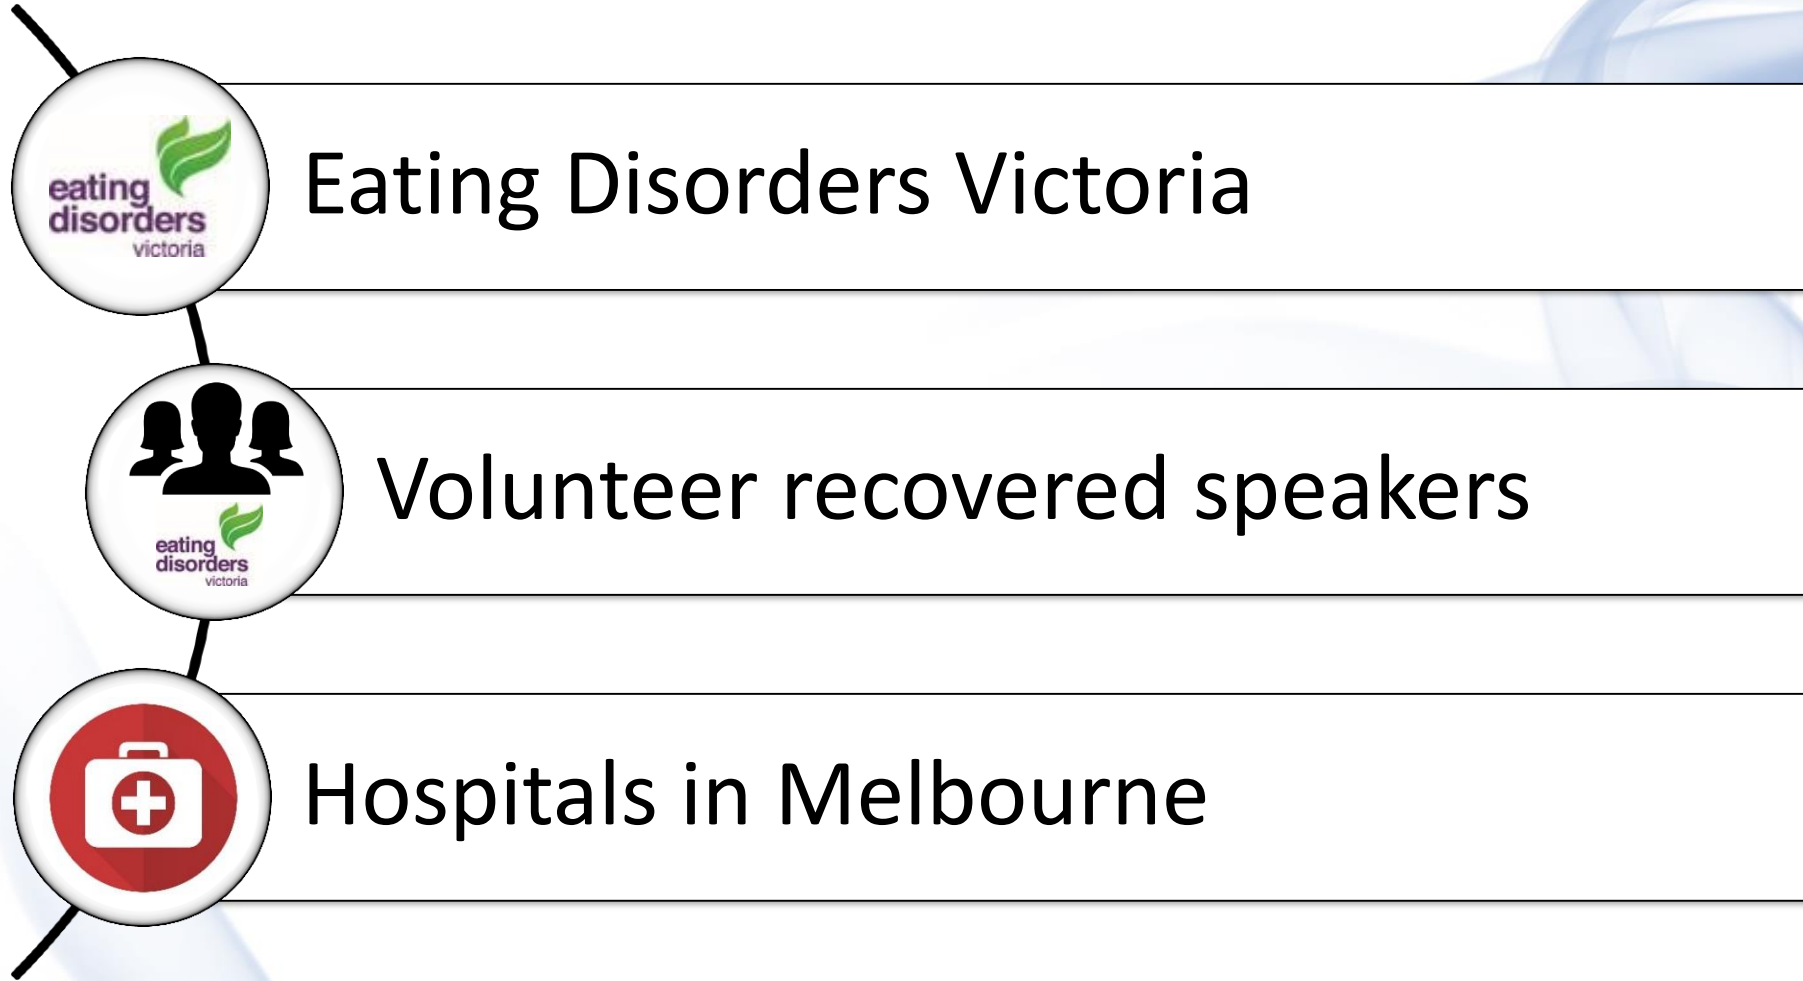 eating
disorders
victoria
Eating Disorders Victoria
eating
disorders
victoria
Volunteer recovered speakers
Hospitals in Melbourne